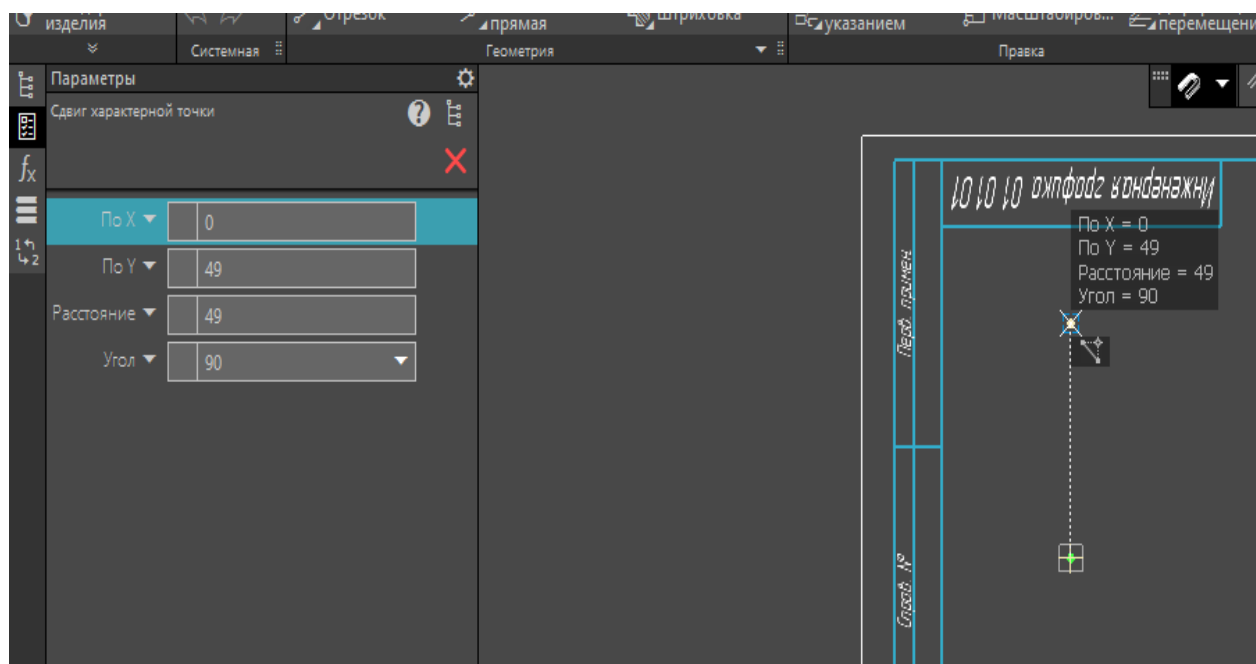 изделия
Отрезок
прямая
Штриховка
указанием
Масштабиров...
Системная
Геометрия
Правка
Параметры
Сдвиг характерной точки
По X
0
По Y
49
Расстояние
49
Угол
90
Инженерная графика 01 01 01
По X = 0
По Y = 49
Расстояние = 49
Угол = 90
Перв. примен.
Справ. №